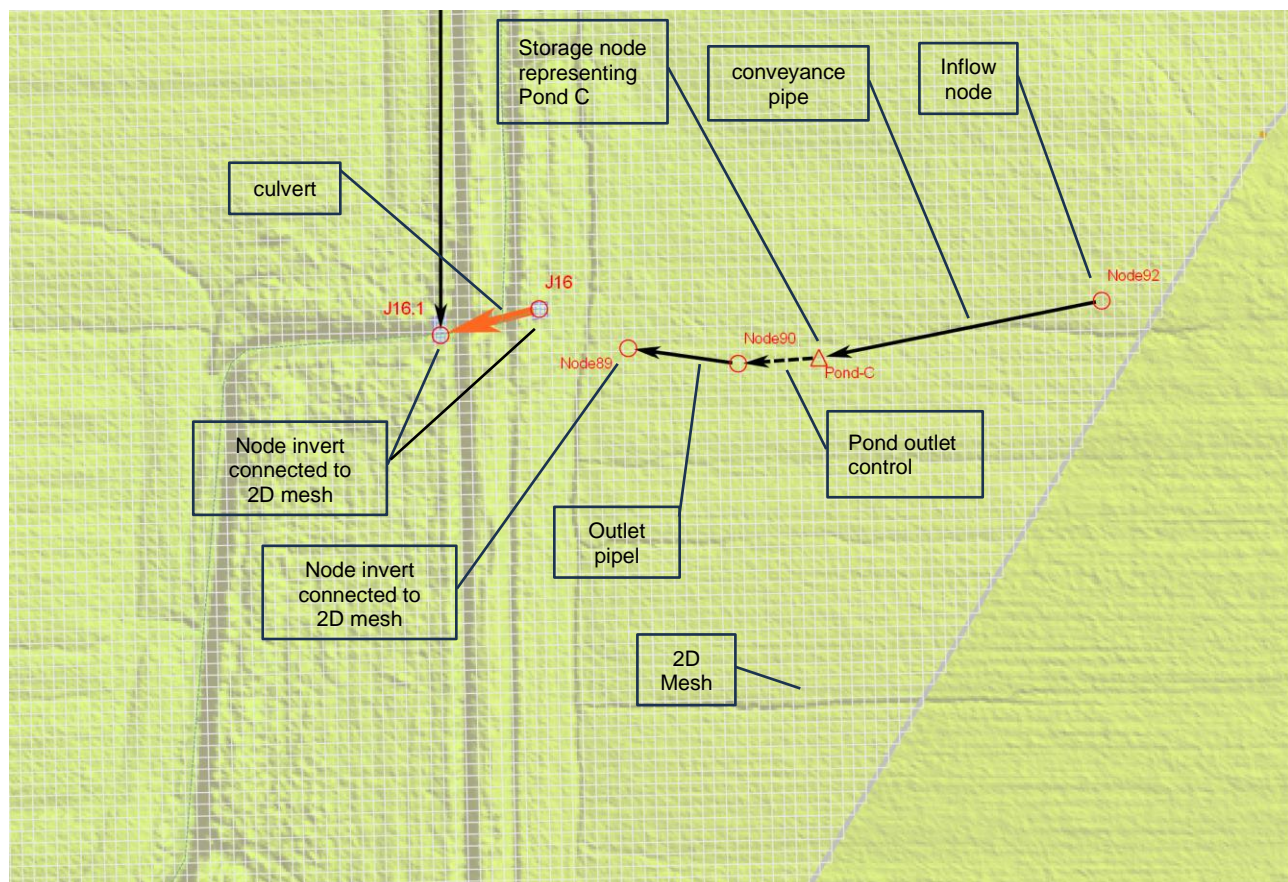 Storage node
representing
Pond C
conveyance
pipe
Inflow
node
culvert
Node92
J16
J16.1
Node90
Node89
Pond-C
Node invert
connected to
2D mesh
Pond outlet
control
Outlet
pipel
Node invert
connected to
2D mesh
2D
Mesh